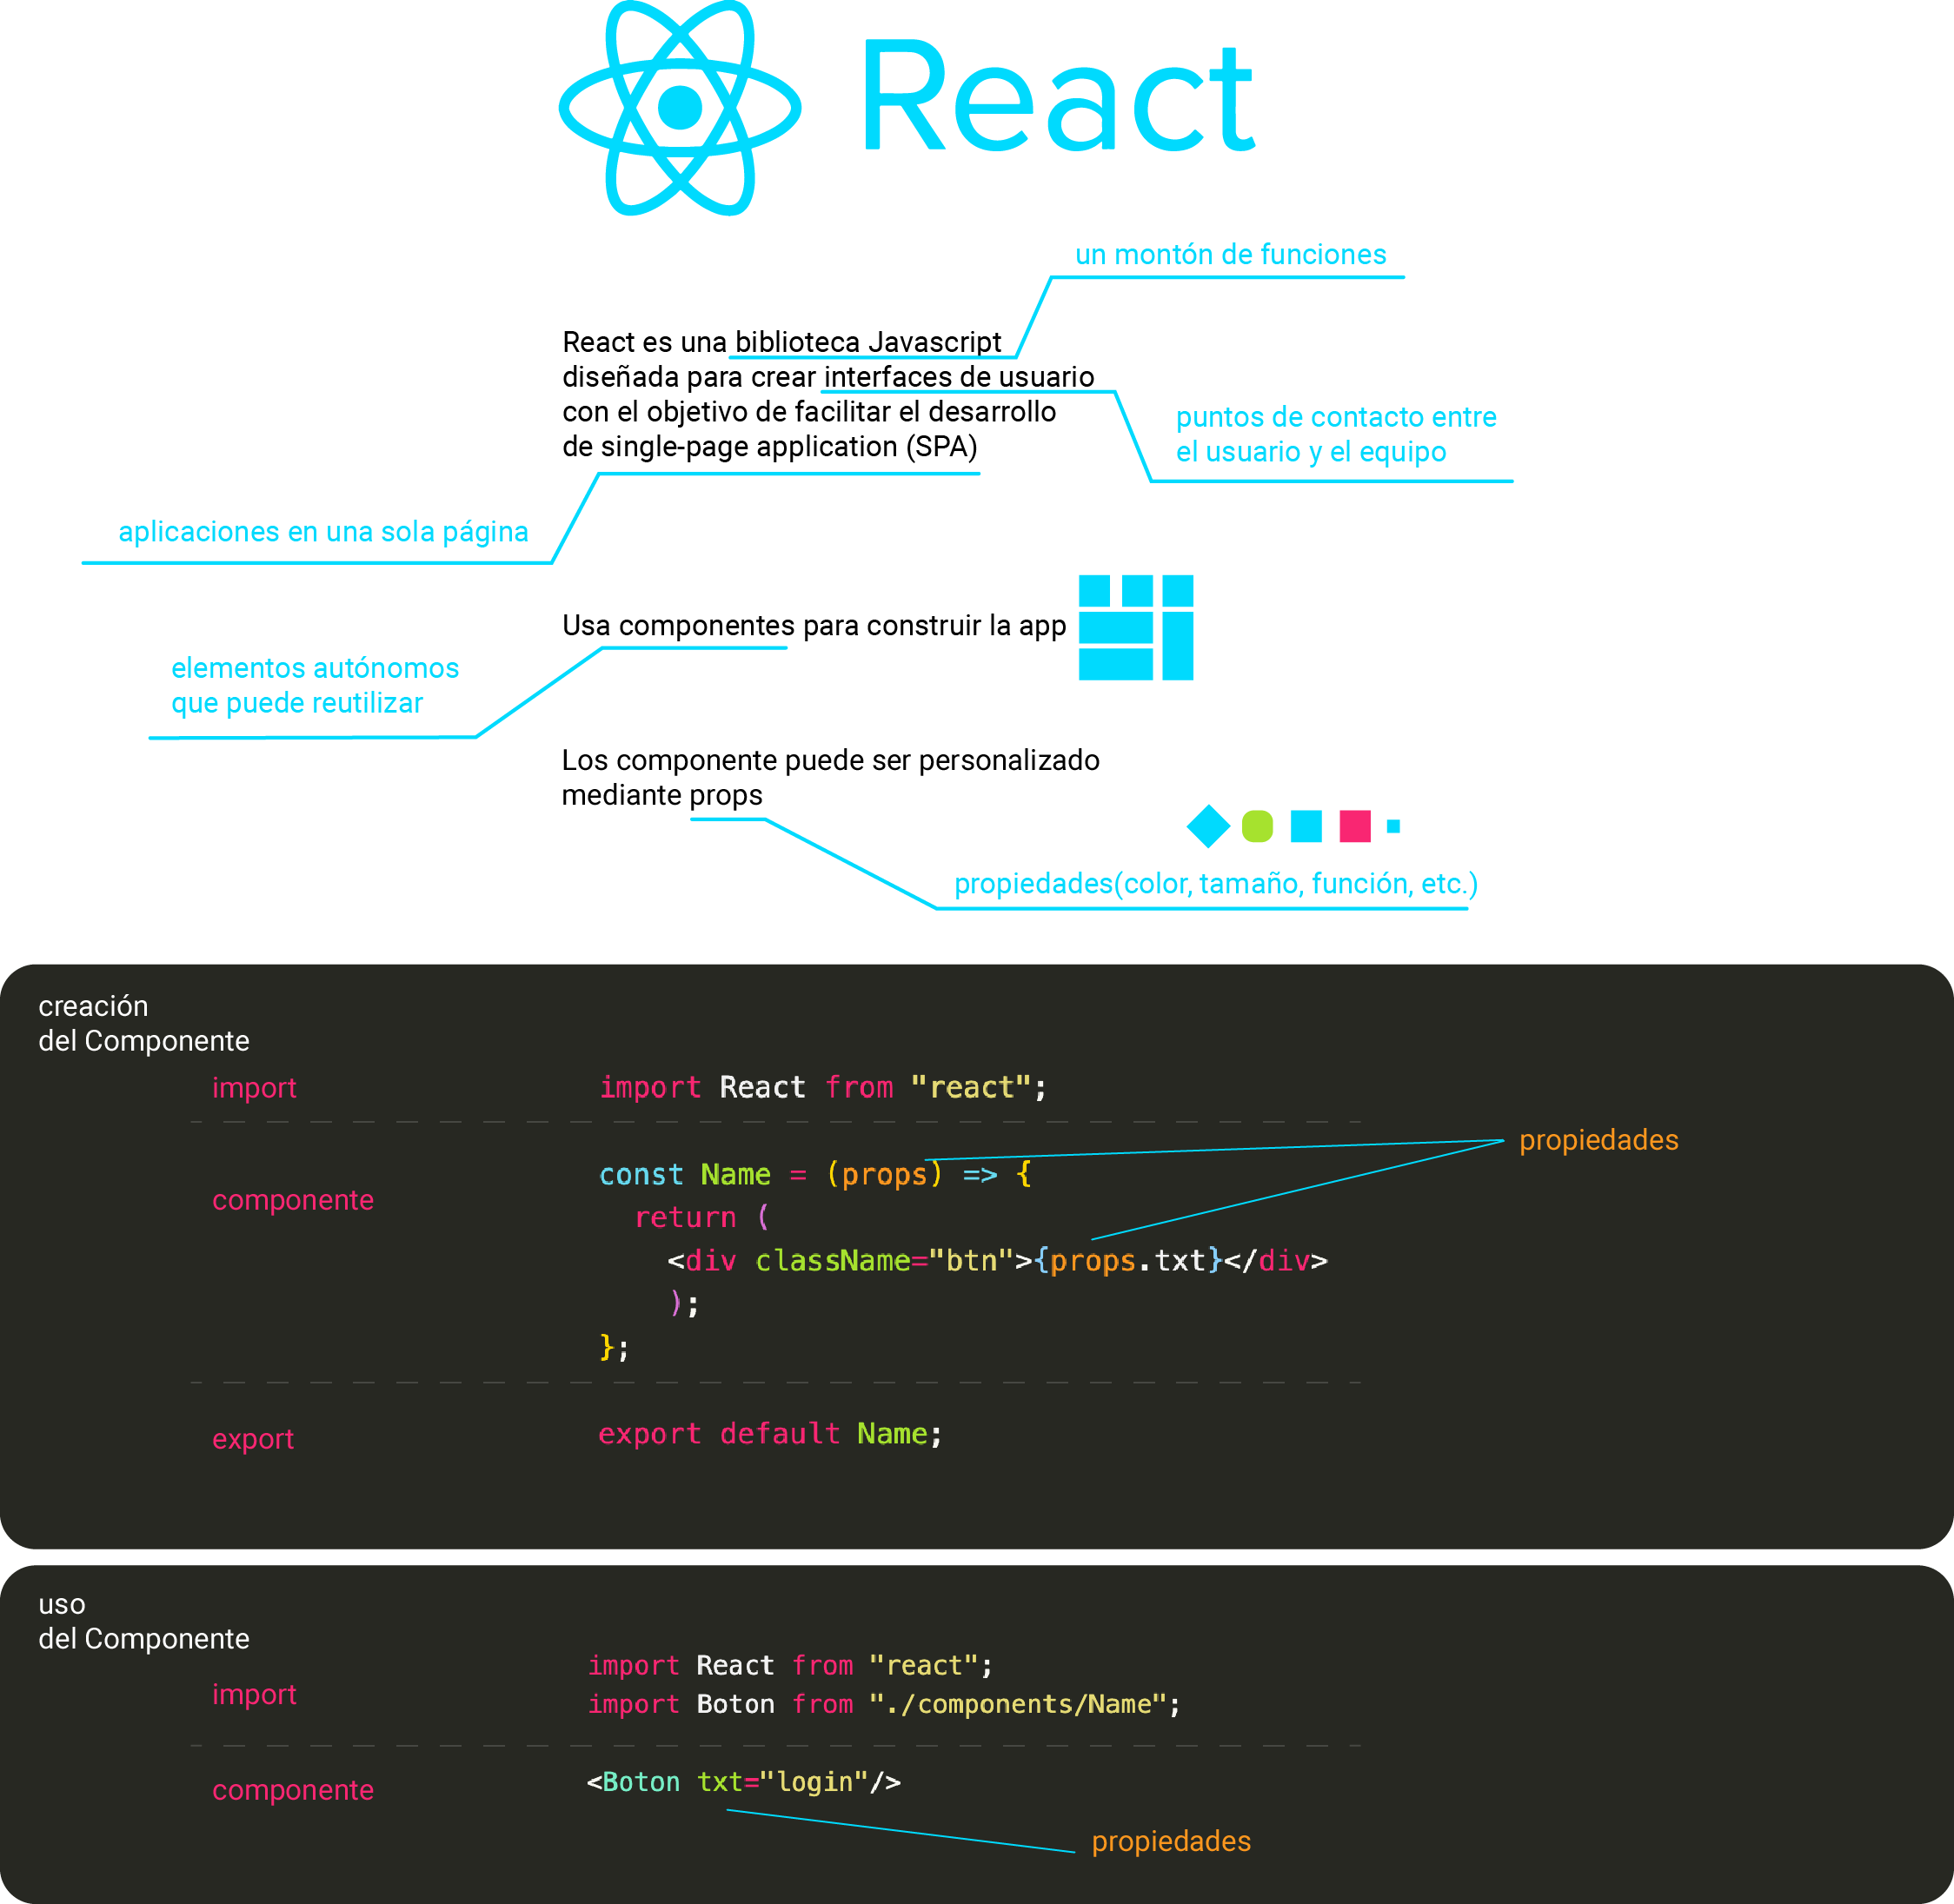 React
un montón de funciones
React es una biblioteca Javascript
diseñada para crear interfaces de usuario
con el objetivo de facilitar el desarrollo
de single-page application (SPA)
puntos de contacto entre
el usuario y el equipo
aplicaciones en una sola página
Usa componentes para construir la app
elementos autónomos
que puede reutilizar
Los componente puede ser personalizado
mediante props
propiedades(color, tamaño, función, etc.)
creación
del Componente
import
import React from "react";
propiedades
componente
const Name = (props) => {
return (
<div className="btn">{props.txt}</div>
);
};
export
export default Name;
uso
del Componente
import
import React from "react";
import Boton from "./components/Name";
componente
<Boton txt="login"/>
propiedades